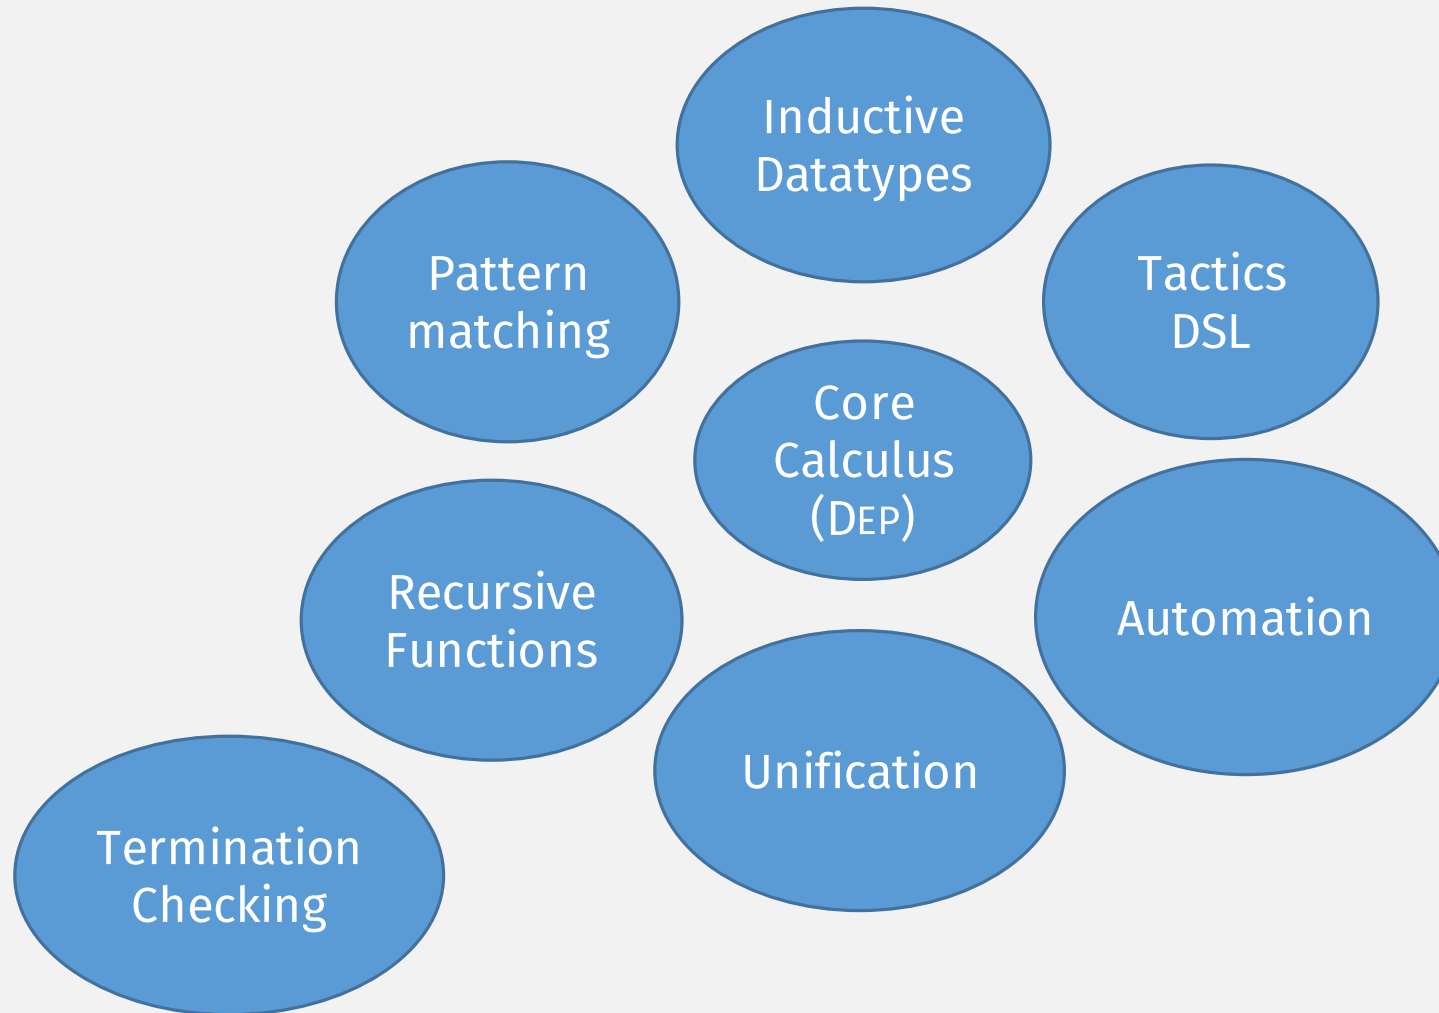 Inductive
Datatypes
Pattern
matching
Tactics
DSL
Core
Calculus
(DEP)
Recursive
Functions
Automation
Unification
Termination
Checking